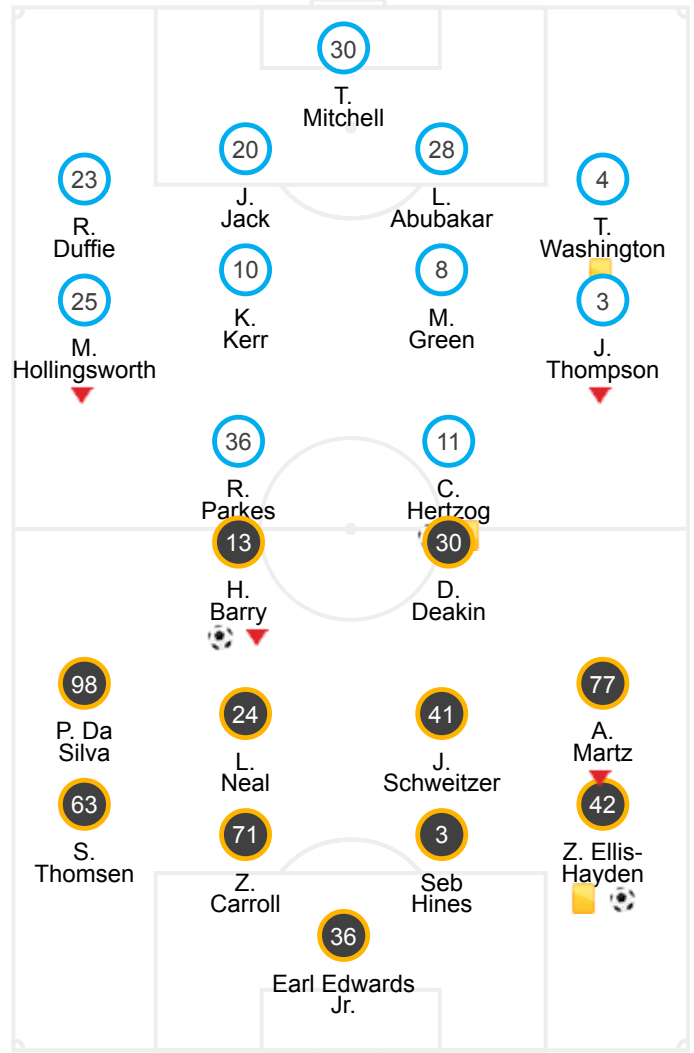 30
T.
Mitchell
20
28
J.
Jack
L.
Abubakar
23
4
R.
Duffie
T.
Washington
10
8
K.
Kerr
M.
Green
25
3
M.
Hollingsworth
J.
Thompson
36
11
R.
Parkes
C.
Hertzog
13
30
H.
Barry
D.
Deakin
98
77
P. Da
Silva
A.
Martz
24
41
L.
Neal
J.
Schweitzer
63
42
S.
Thomsen
Z. Ellis-
Hayden
71
3
Z.
Carroll
Seb
Hines
36
Earl Edwards
Jr.